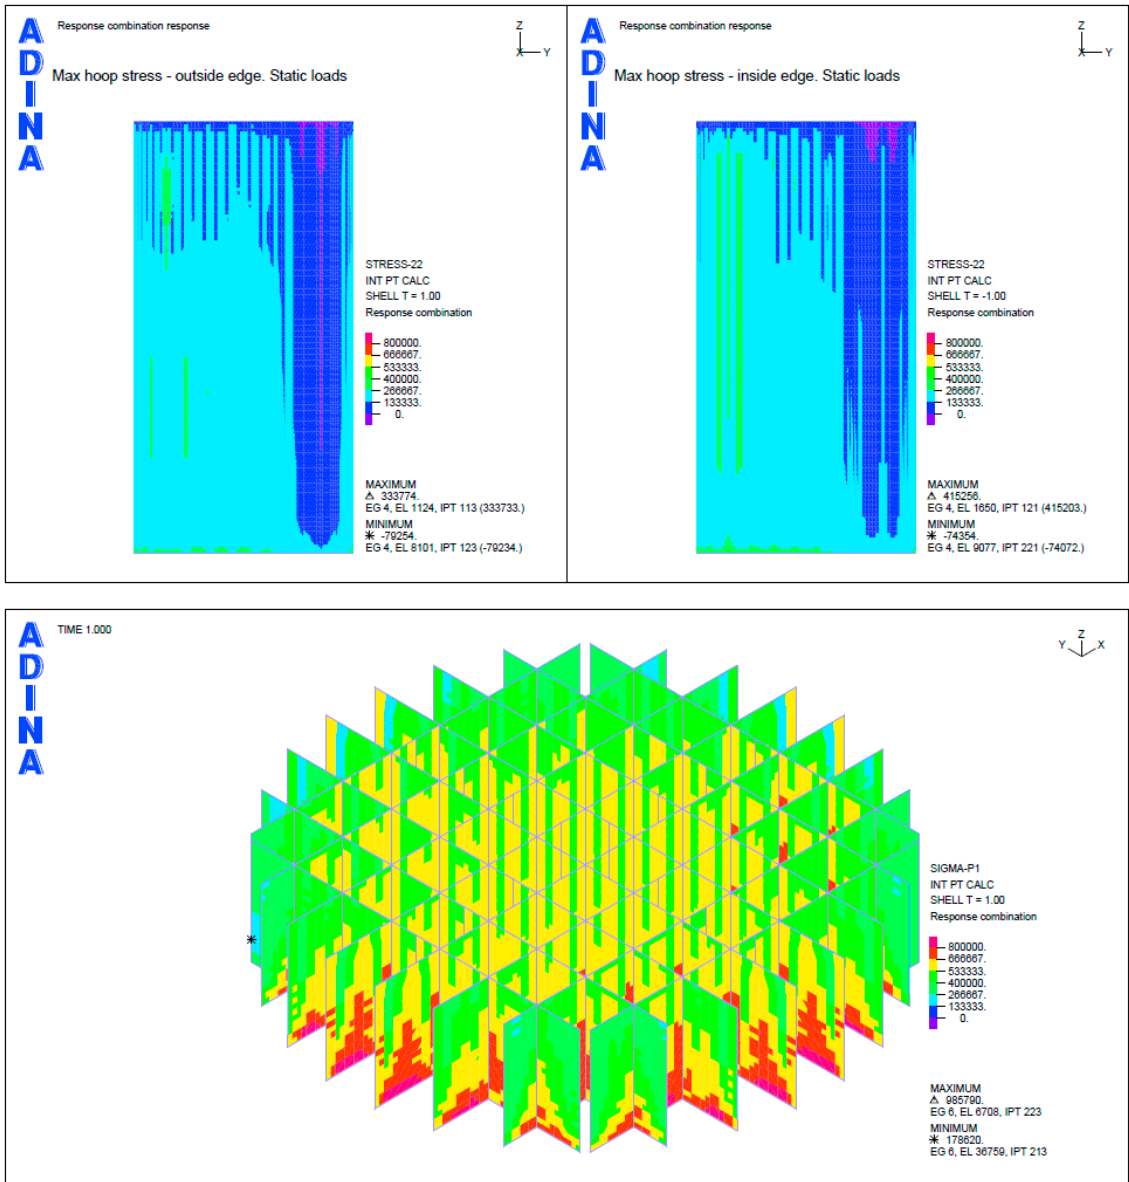 ADINA
Response combination response
Z
X Y
Max hoop stress - outside edge. Static loads
STRESS-22
INT PT CALC
SHELL T = 1.00
Response combination
800000.
666667.
533333.
400000.
266667.
133333.
0.
MAXIMUM
333774.
EG 4, EL 1124, IPT 113 (333733.)
MINIMUM
-79254.
EG 4, EL 8101, IPT 123 (-79234.)
ADINA
Response combination response
Z
X Y
Max hoop stress - inside edge. Static loads
STRESS-22
INT PT CALC
SHELL T = -1.00
Response combination
800000.
666667.
533333.
400000.
266667.
133333.
0.
MAXIMUM
415256.
EG 4, EL 1650, IPT 121 (415203.)
MINIMUM
-74354.
EG 4, EL 9077, IPT 221 (-74072.)
ADINA
TIME 1.000
Z
Y X
SIGMA-P1
INT PT CALC
SHELL T = 1.00
Response combination
800000.
666667.
533333.
400000.
266667.
133333.
0.
MAXIMUM
985790.
EG 6, EL 6708, IPT 223
MINIMUM
178620.
EG 6, EL 36759, IPT 213